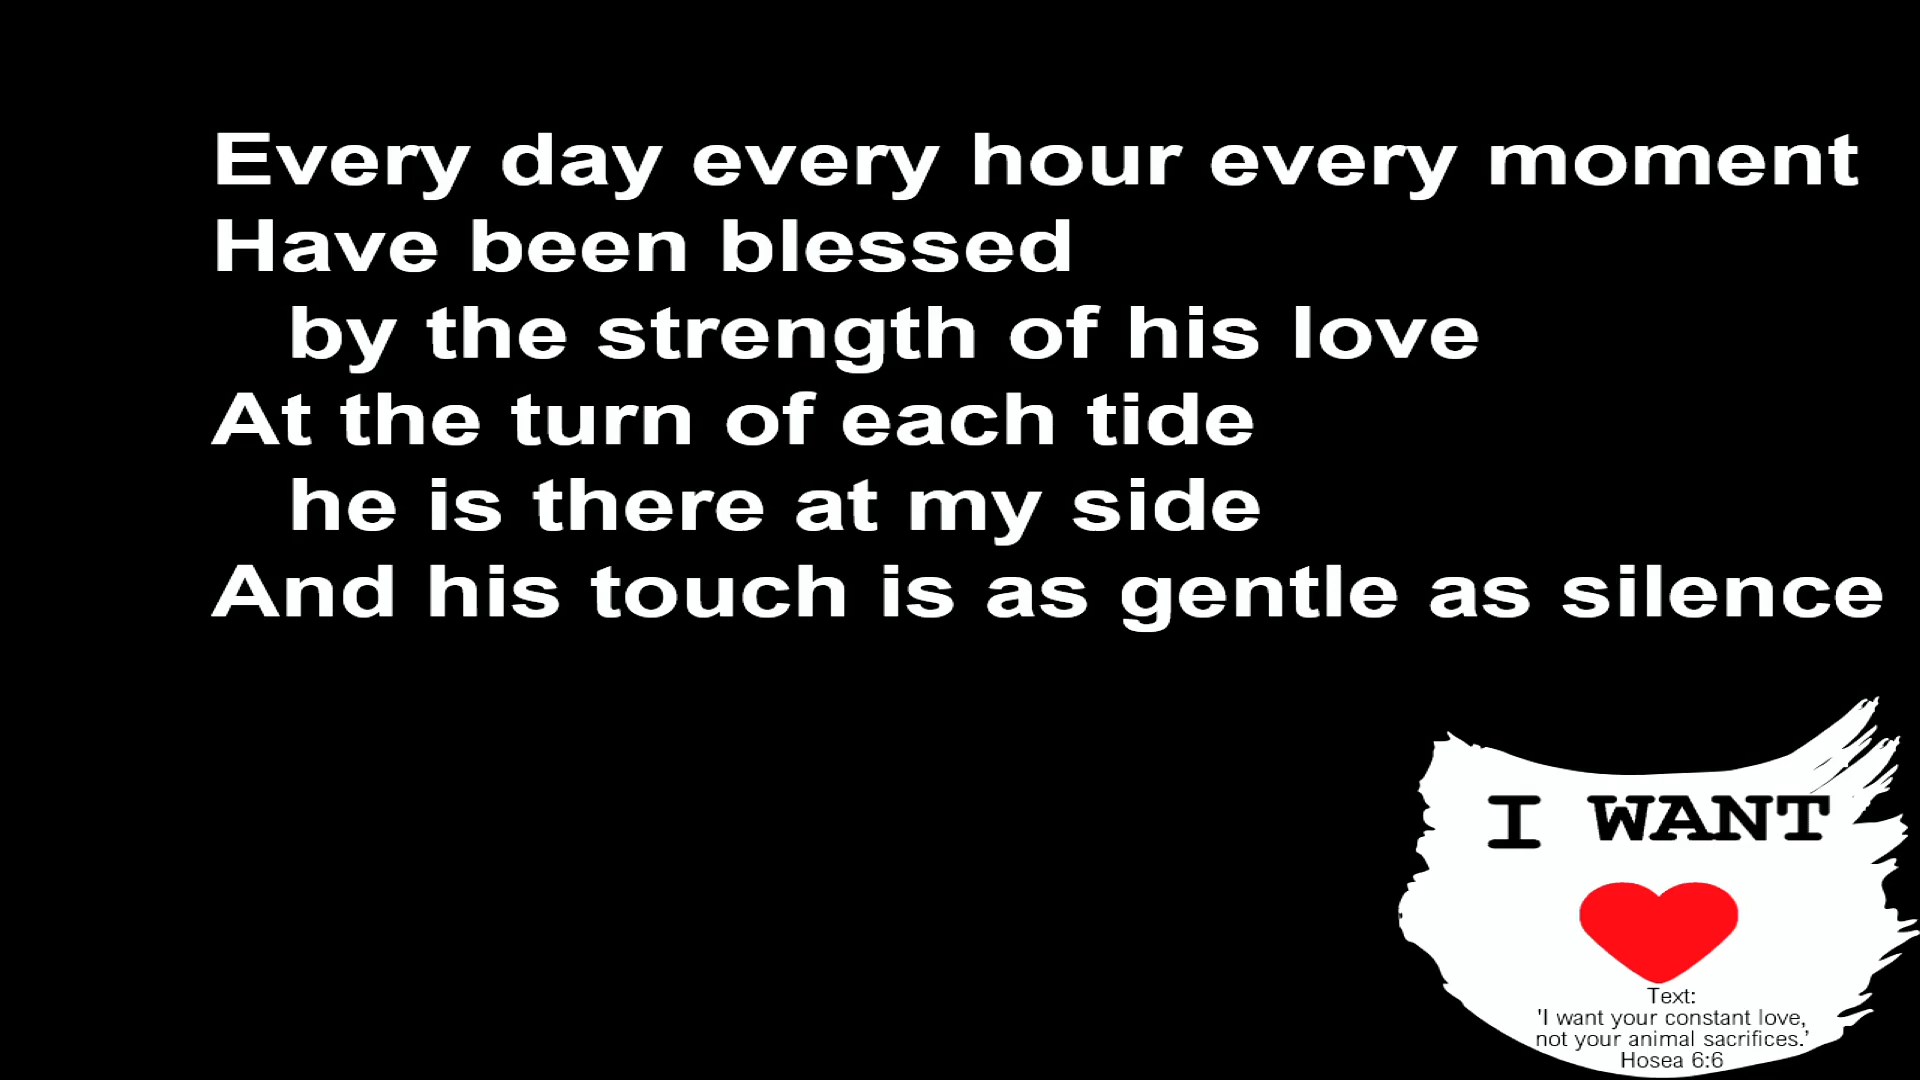 Every day every hour every moment
Have been blessed
by the strength of his love
At the turn of each tide
he is there at my side
And his touch is as gentle as silence
I WANT
Text:
'I want your constant love,
not your animal sacrifices.'
Hosea 6:6